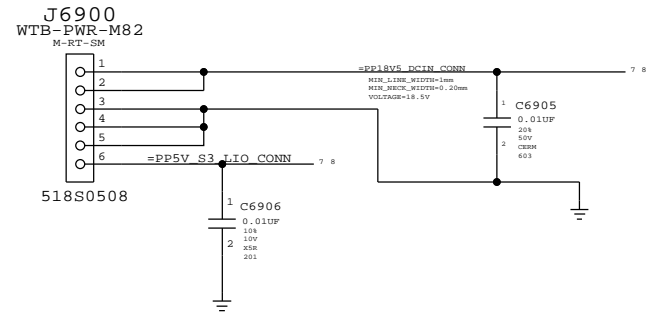 J6900
WTB-PWR-M82
M-RT-SM
1
2
3
4
5
6
518S0508
=PP18V5_DCIN_CONN
7 8
MIN_LINE_WIDTH=1mm
MIN_NECK_WIDTH=0.20mm
VOLTAGE=18.5V
1
C6905
0.01UF
20%
50V
2
CERM
603
=PP5V_S3_LIO_CONN
7 8
1
C6906
0.01UF
10%
10V
2
X5R
201